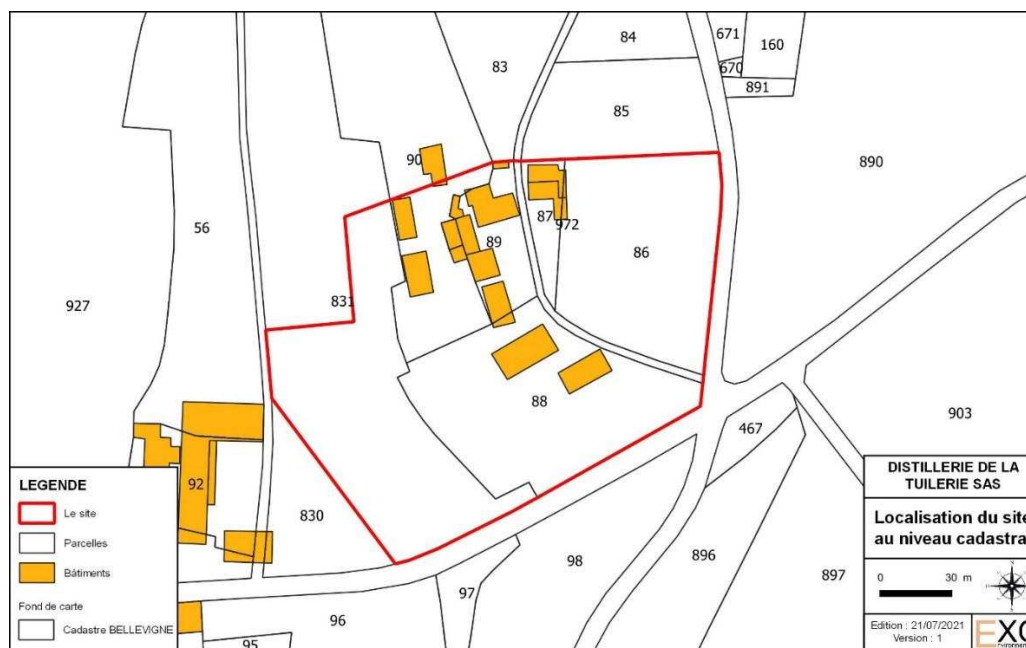 84
671
160
83
670
891
85
90
890
56
87
972
89
86
831
927
88
903
467
92
830
98
896
897
97
96
95
LEGENDE
Le site
Parcelles
Bâtiments
Fond de carte
Cadastre BELLEVIGNE
DISTILLERIE DE LA
TUILERIE SAS
Localisation du site
au niveau cadastra
0 30 m
Edition : 21/07/2021
Version : 1
EXO